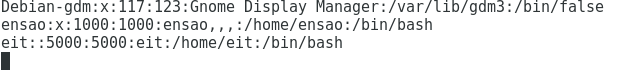 Debian-gdm:x:117:123:Gnome Display Manager:/var/lib/gdm3:/bin/false
ensao:x:1000:1000:ensao,,,:/home/ensao:/bin/bash
eit::5000:5000:eit:/home/eit:/bin/bash